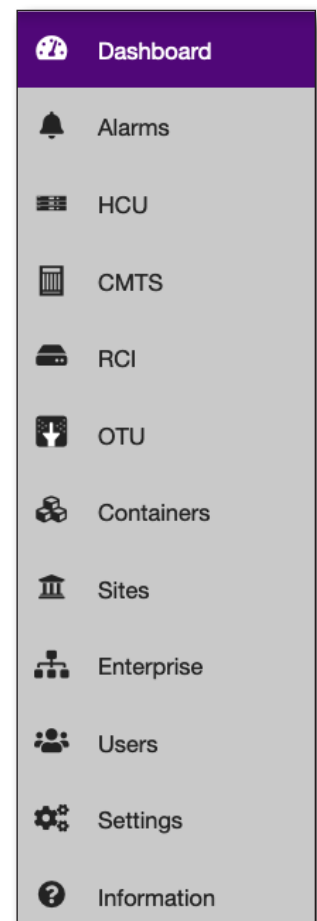 Dashboard
Alarms
HCU
CMTS
RCI
OTU
Containers
Sites
Enterprise
Users
Settings
Information